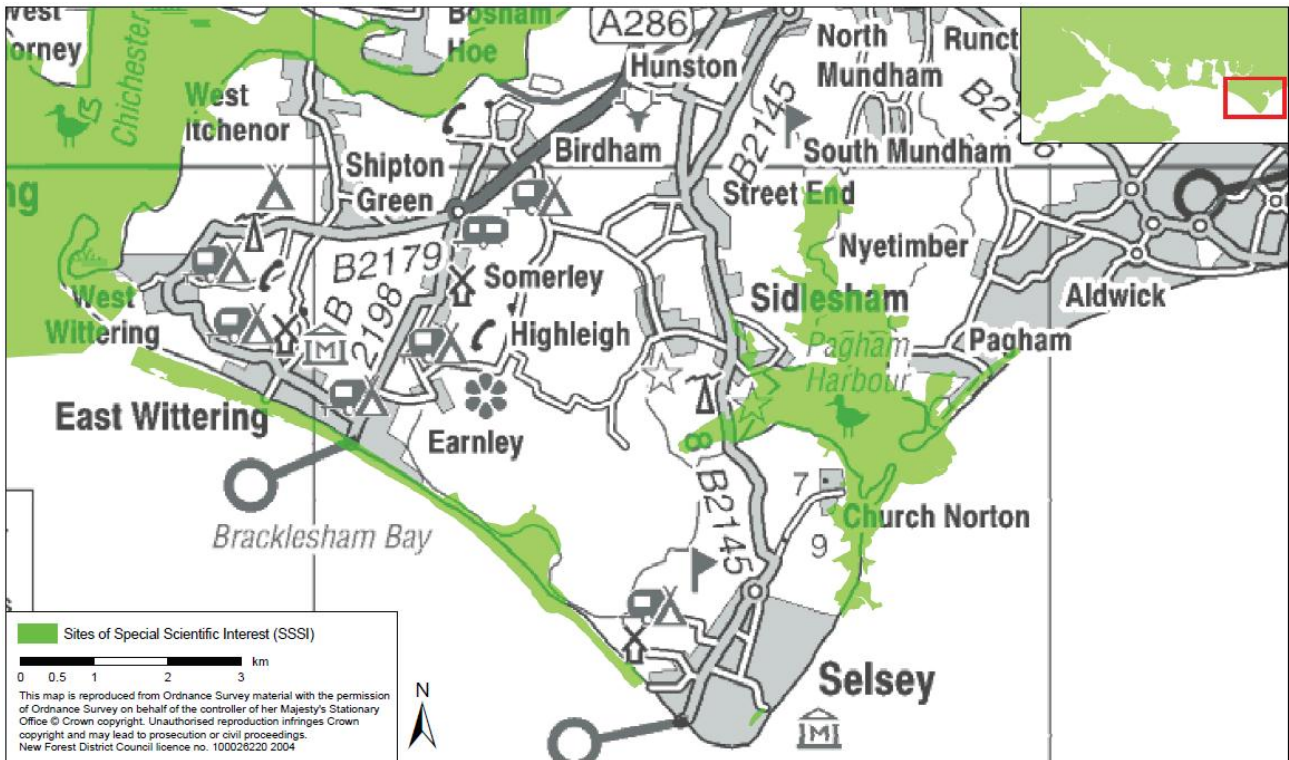 West
orney
Chichester
Bosham
Hoe
A286
Hunston
North
Mundham
Runct
B2145
South Mundham
West
Itchenor
Birdham
Shipton
Green
Street End
Nyetimber
ng
B2179
Somerley
Sidlesham
Aldwick
West
Wittering
B
2198
Highleigh
Pagham
Harbour
Pagham
M
East Wittering
Earnley
8
B2145
7
9
Church Norton
Bracklesham Bay
Selsey
M
Sites of Special Scientific Interest (SSSI)
km
0 0.5 1 2 3
N
This map is reproduced from Ordnance Survey material with the permission
of Ordnance Survey on behalf of the controller of her Majesty's Stationary
Office © Crown copyright. Unauthorised reproduction infringes Crown
copyright and may lead to prosecution or civil proceedings.
New Forest District Council licence no. 100026220 2004